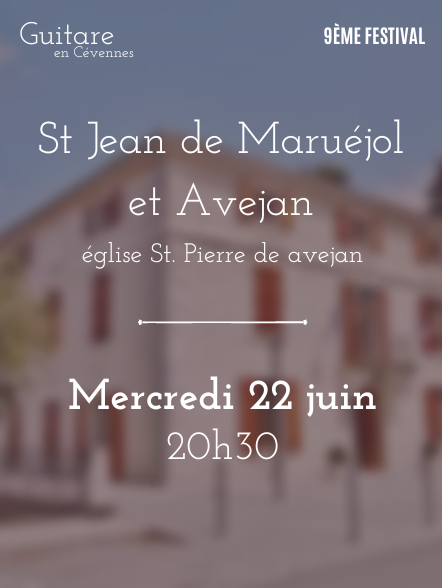 Guitare
en Cévennes
9ÈME FESTIVAL
St Jean de Maruéjol
et Avejan
église St. Pierre de avejan
Mercredi 22 juin
20h30